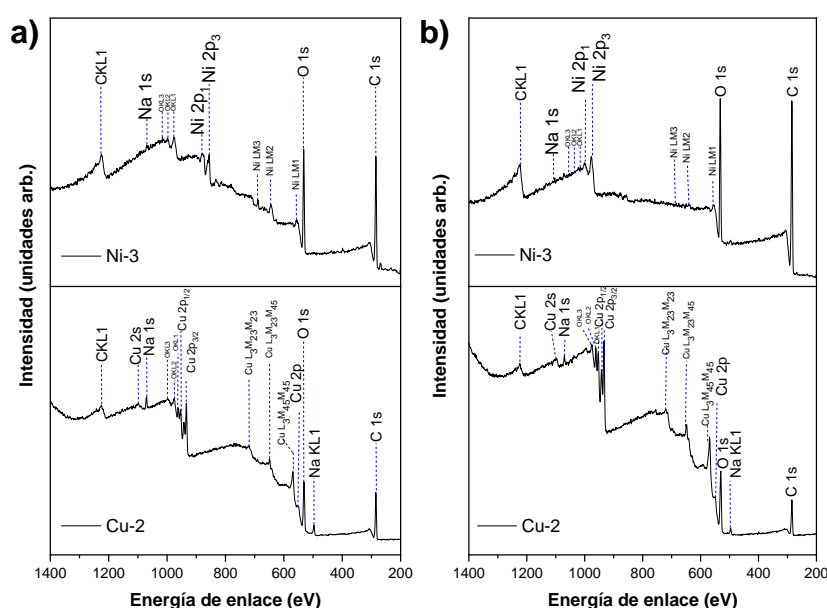 a)
Intensidad (unidades arb.)
CKL1
Na 1s
OKL3
OKL2
OKL1
Ni 2p1
Ni 2p3
Ni LM3
Ni LM2
Ni LM1
O 1s
C 1s
Ni-3
CKL1
Cu 2s
Na 1s
OKL3
OKL2
OKL1
Cu 2p1/2
Cu 2p3/2
Cu L3M23M23
Cu L3M23M45
Cu L3M45M45
Cu 2p
O 1s
Na KL1
C 1s
Cu-2
1400 1200 1000 800 600 400 200
Energía de enlace (eV)
b)
Intensidad (unidades arb.)
CKL1
Na 1s
OKL3
OKL2
OKL1
Ni 2p1
Ni 2p3
Ni LM3
Ni LM2
Ni LM1
O 1s
C 1s
Ni-3
CKL1
Cu 2s
Na 1s
OKL3
OKL2
OKL1
Cu 2p1/2
Cu 2p3/2
Cu L3M23M23
Cu L3M23M45
Cu L3M45M45
Cu 2p
O 1s
Na KL1
C 1s
Cu-2
1400 1200 1000 800 600 400 200
Energía de enlace (eV)